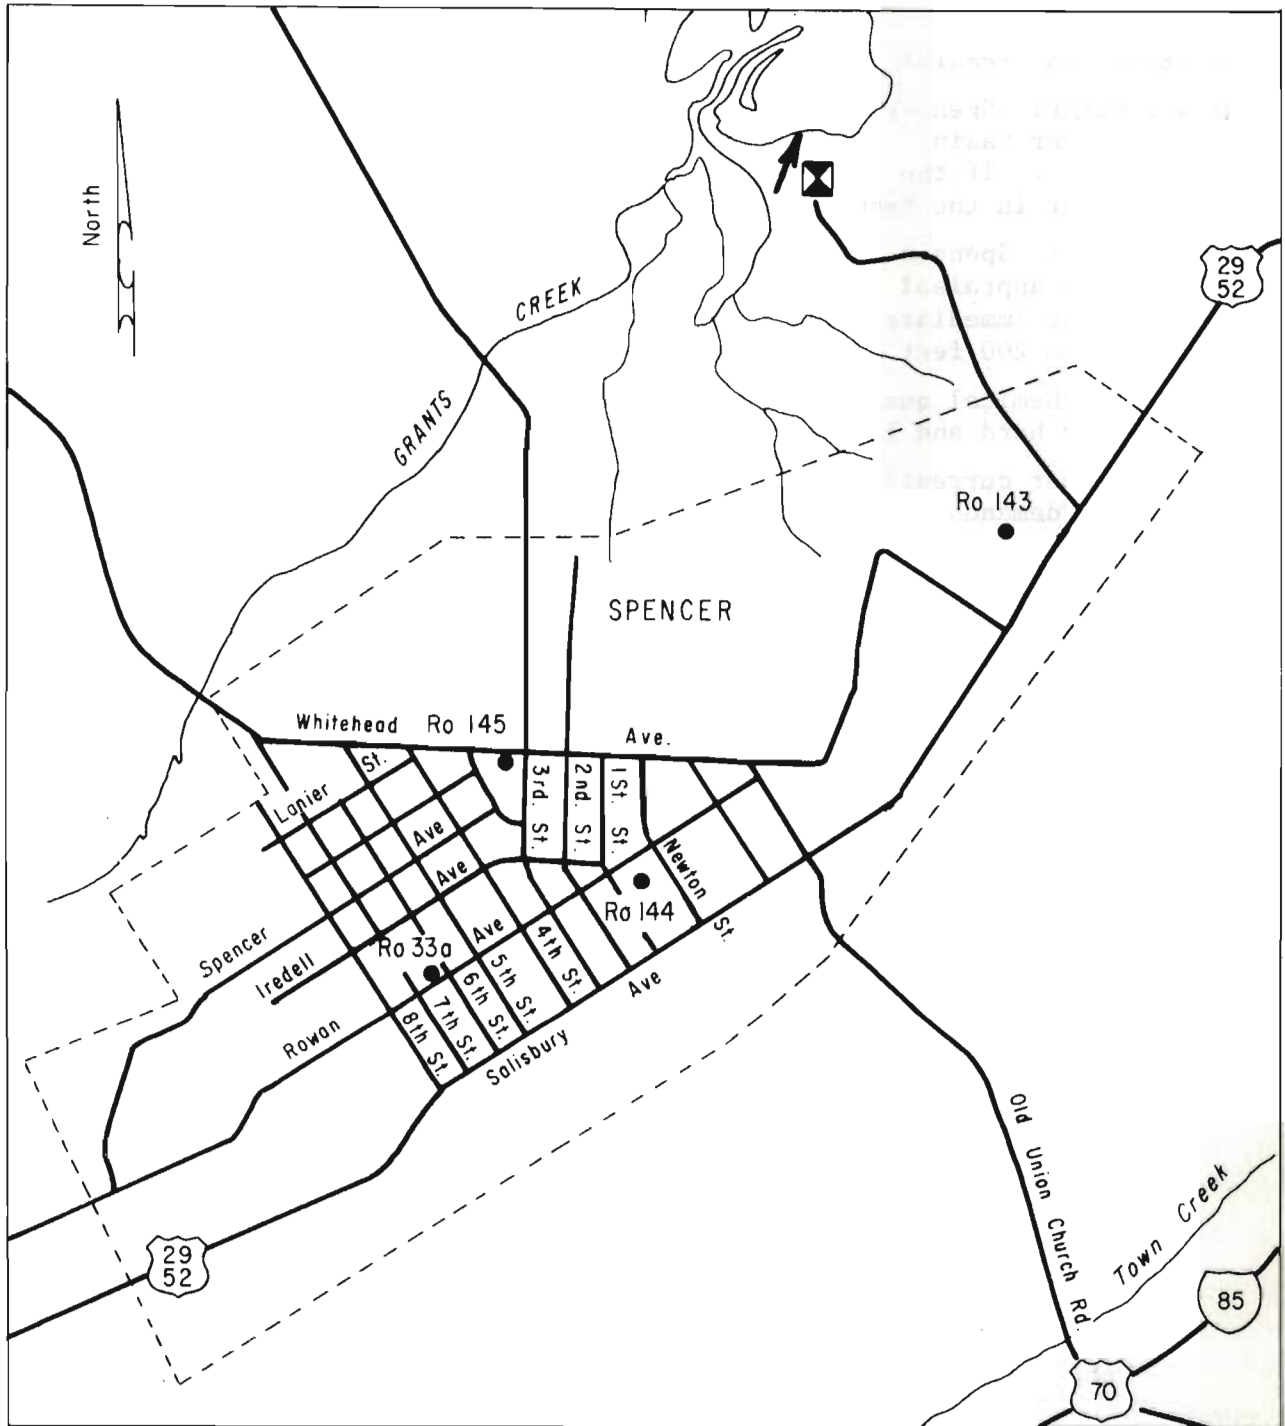 North
29
52
CREEK
GRANTS
Ro 143
SPENCER
Whitehead
Ro 145
Ave.
Lanier
St.
3rd. St.
2nd. St.
1 St. St.
Ave
Ave
Newton St.
Ro 144
Spencer
Iredell
Ro 33a
Ave
4th St.
5th St.
6th St.
7th St.
8th St.
Ave
Rowan
Salisbury
Old Union Church Rd.
Town Creek
29
52
85
70